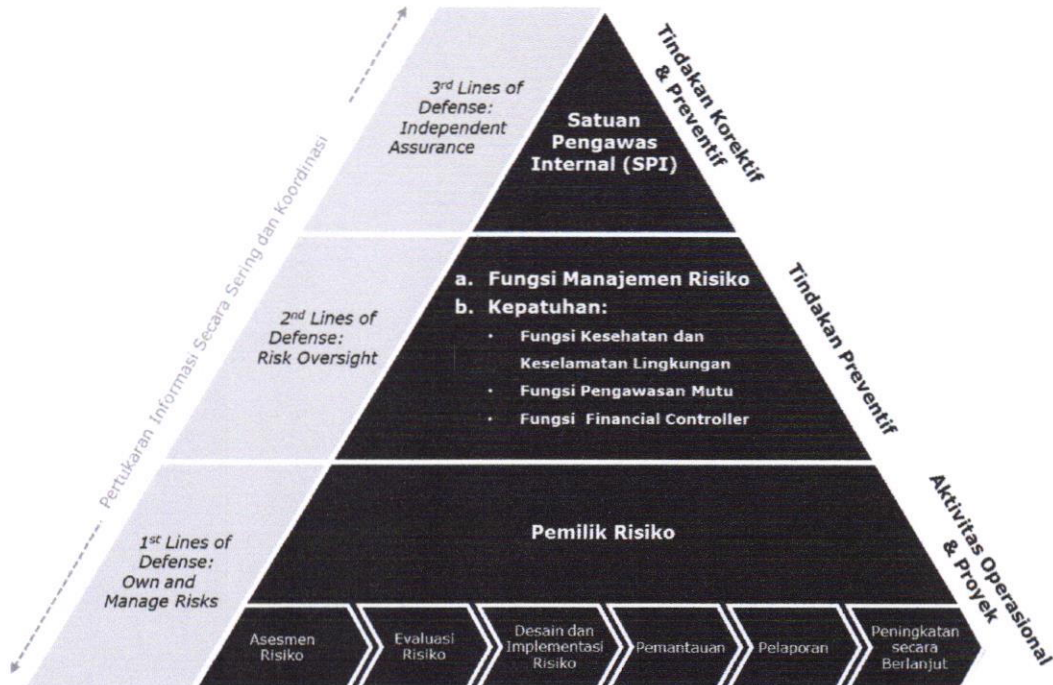 3rd Lines of
Defense:
Independent
Assurance
Satuan
Pengawas
Internal (SPI)
Tindakan Korektif
& Preventif
Pertukaran Informasi Secara Sering dan Koordinasi
2nd Lines of
Defense:
Risk Oversight
a. Fungsi Manajemen Risiko
b. Kepatuhan:
• Fungsi Kesehatan dan
Keselamatan Lingkungan
• Fungsi Pengawasan Mutu
• Fungsi Financial Controller
Tindakan Preventif
1st Lines of
Defense:
Own and
Manage Risks
Pemilik Risiko
Aktivitas Operasional
& Proyek
Asesmen
Risiko
Evaluasi
Risiko
Desain dan
Implementasi
Risiko
Pemantauan
Pelaporan
Peningkatan
secara
Berlanjut